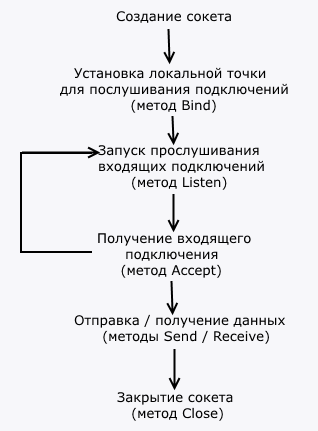 Создание сокета
Установка локальной точки
для послушивания подключений
(метод Bind)
Запуск прослушивания
входящих подключений
(метод Listen)
Получение входящего
подключения
(метод Accept)
Отправка / получение данных
(методы Send / Receive)
Закрытие сокета
(метод Close)